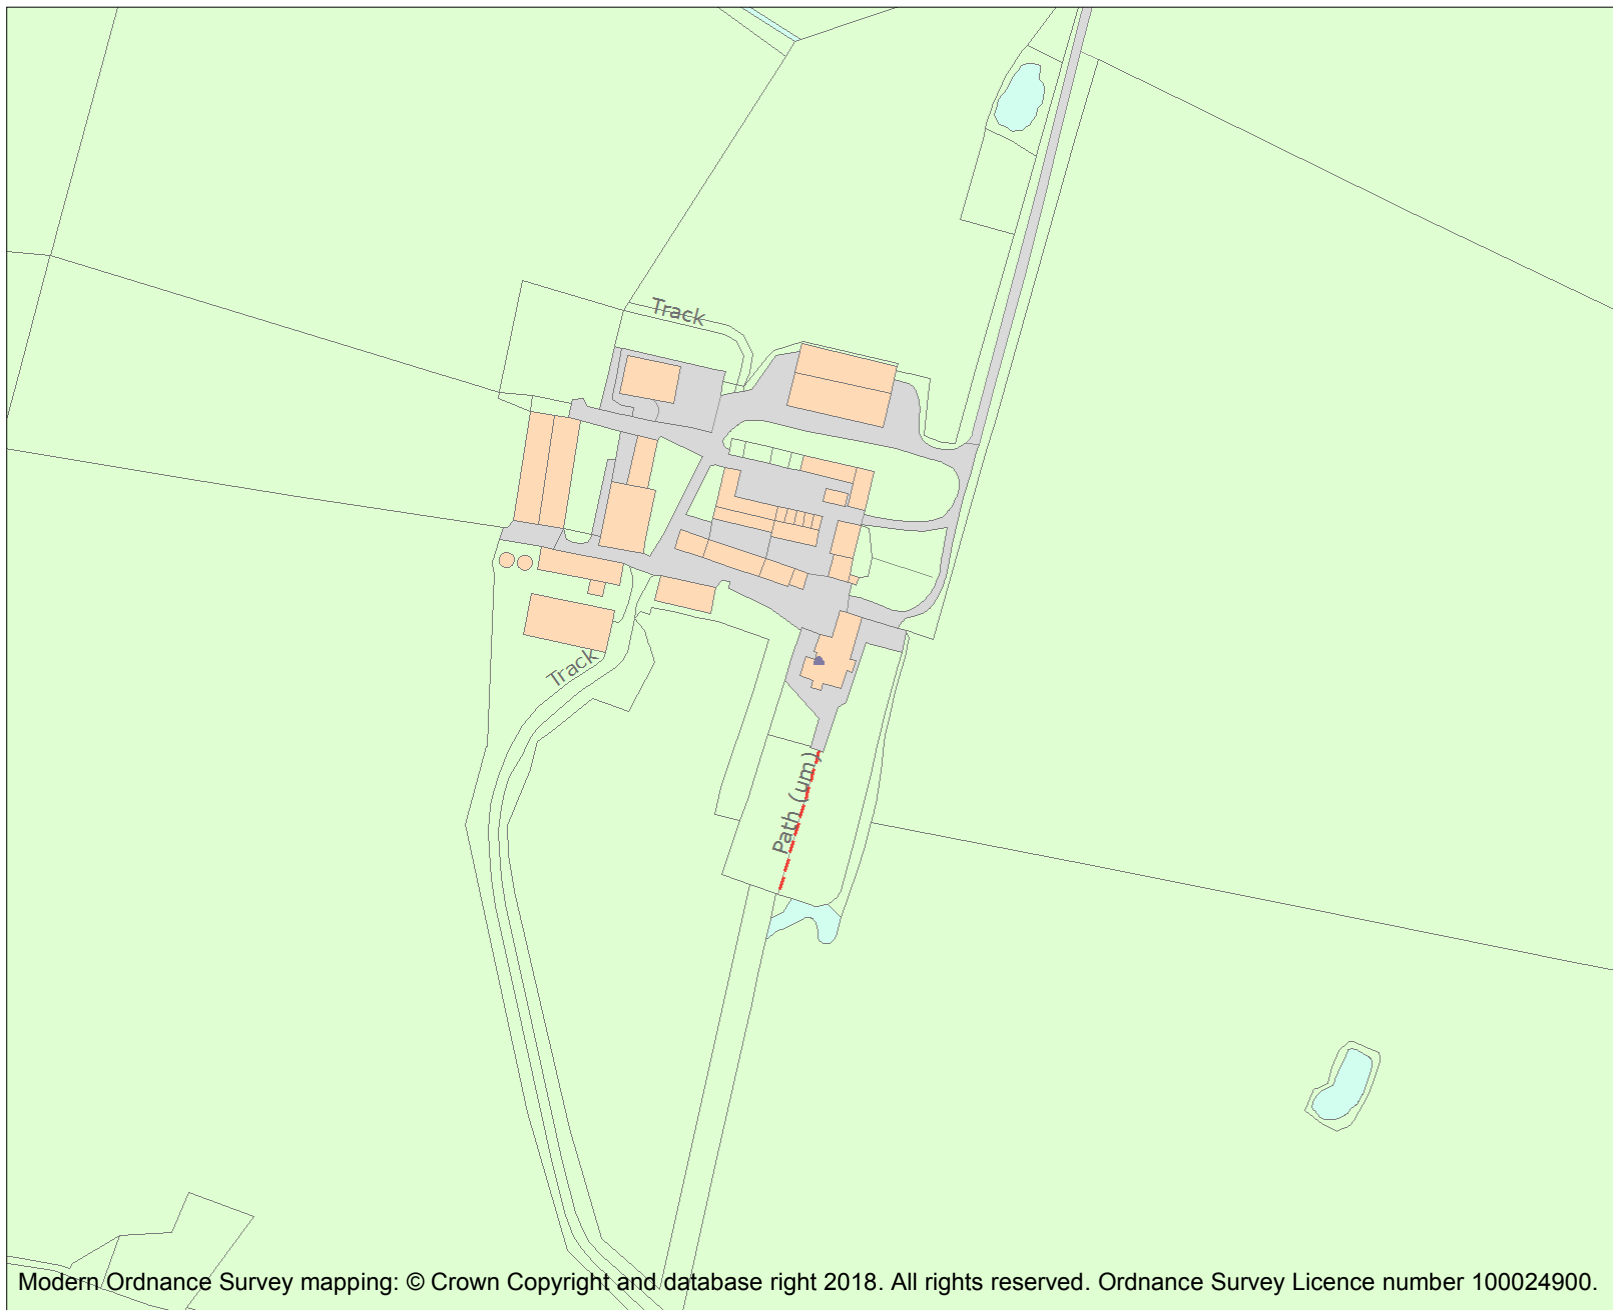 Track
Track
Path (um)
Modern Ordnance Survey mapping: © Crown Copyright and database right 2018. All rights reserved. Ordnance Survey Licence number 100024900.